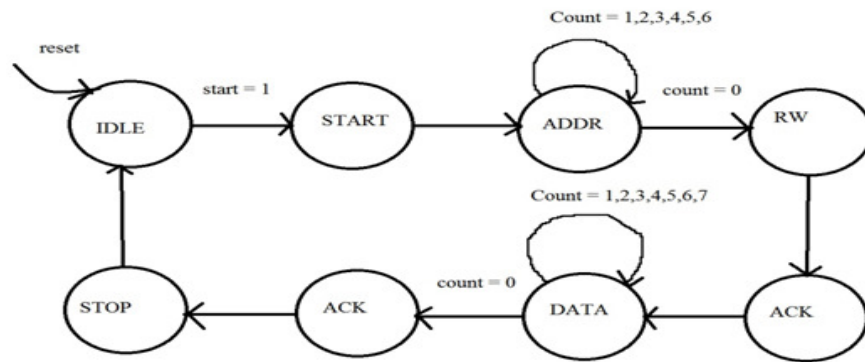 Count = 1,2,3,4,5,6
reset
start = 1
count = 0
IDLE
START
ADDR
RW
Count = 1,2,3,4,5,6,7
count = 0
STOP
ACK
DATA
ACK